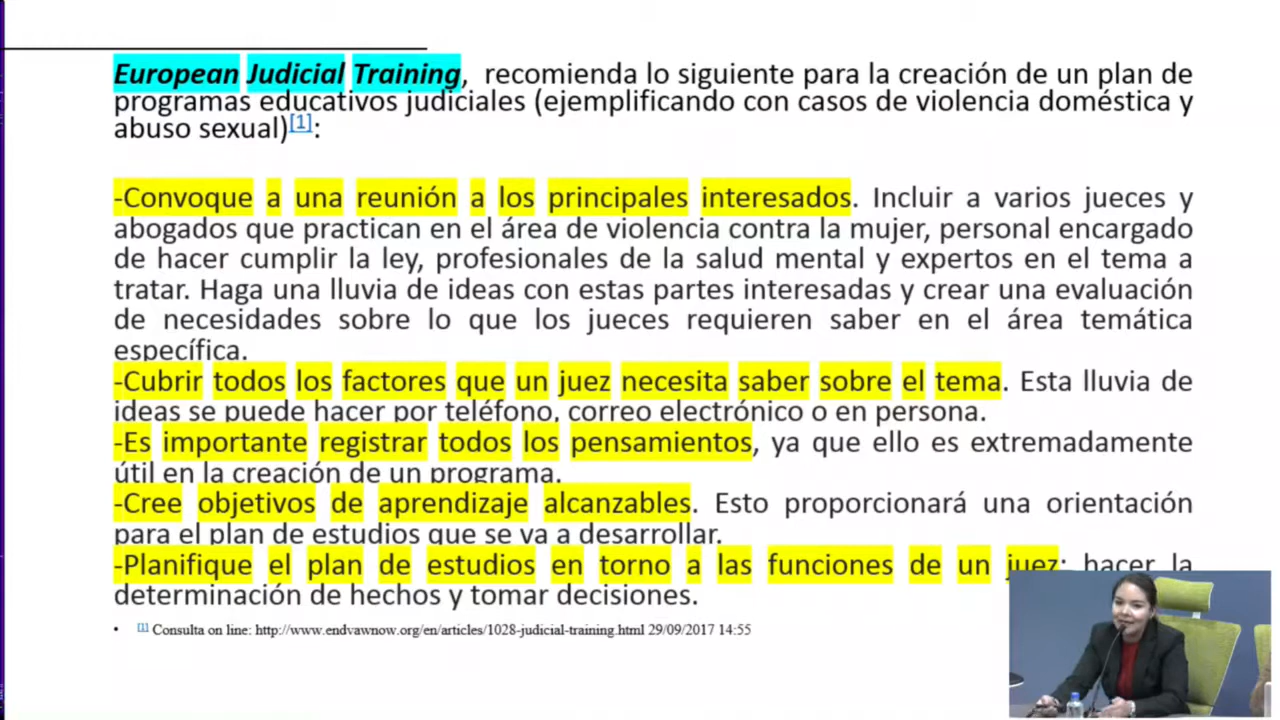 European Judicial Training, recomienda lo siguiente para la creación de un plan de
programas educativos judiciales (ejemplificando con casos de violencia doméstica y
abuso sexual)[1]:
-Convoque a una reunión a los principales interesados. Incluir a varios jueces y
abogados que practican en el área de violencia contra la mujer, personal encargado
de hacer cumplir la ley, profesionales de la salud mental y expertos en el tema a
tratar. Haga una lluvia de ideas con estas partes interesadas y crear una evaluación
de necesidades sobre lo que los jueces requieren saber en el área temática
específica.
-Cubrir todos los factores que un juez necesita saber sobre el tema. Esta lluvia de
ideas se puede hacer por teléfono, correo electrónico o en persona.
-Es importante registrar todos los pensamientos, ya que ello es extremadamente
útil en la creación de un programa.
-Cree objetivos de aprendizaje alcanzables. Esto proporcionará una orientación
para el plan de estudios que se va a desarrollar.
-Planifique el plan de estudios en torno a las funciones de un juez: hacer la
determinación de hechos y tomar decisiones.
• [1] Consulta on line: http://www.endvawnow.org/en/articles/1028-judicial-training.html 29/09/2017 14:55